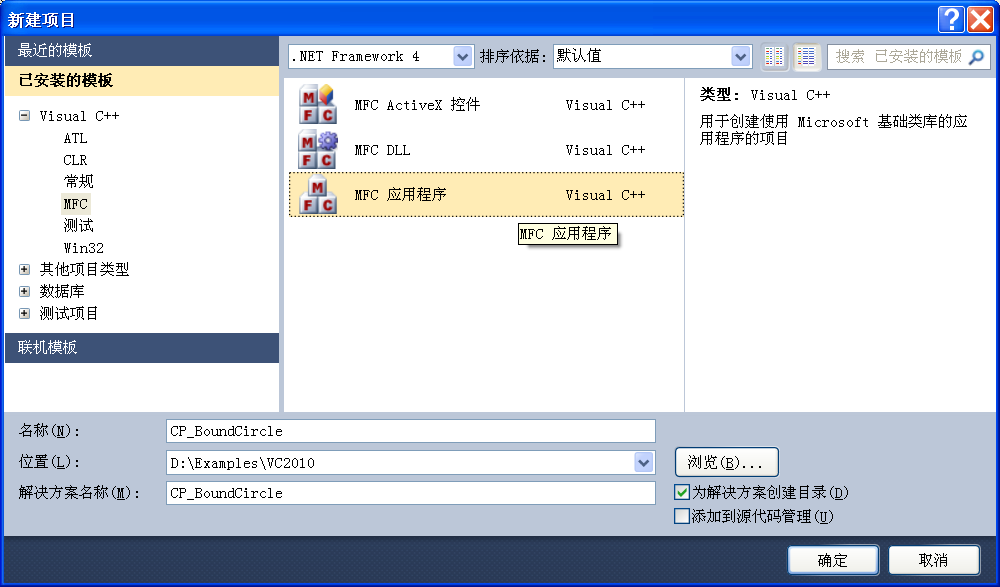 新建项目
最近的模板
已安装的模板
Visual C++
ATL
CLR
常规
MFC
测试
Win32
其他项目类型
数据库
测试项目
联机模板
.NET Framework 4 排序依据: 默认值 搜索 已安装的模板
MFC ActiveX 控件 Visual C++
MFC DLL Visual C++
MFC 应用程序 Visual C++
MFC 应用程序
类型: Visual C++
用于创建使用 Microsoft 基础类库的应
用程序的项目
名称(N): CP_BoundCircle
位置(L): D:\Examples\VC2010 浏览(B)...
解决方案名称(M): CP_BoundCircle 为解决方案创建目录(D)
添加到源代码管理(U)
确定 取消